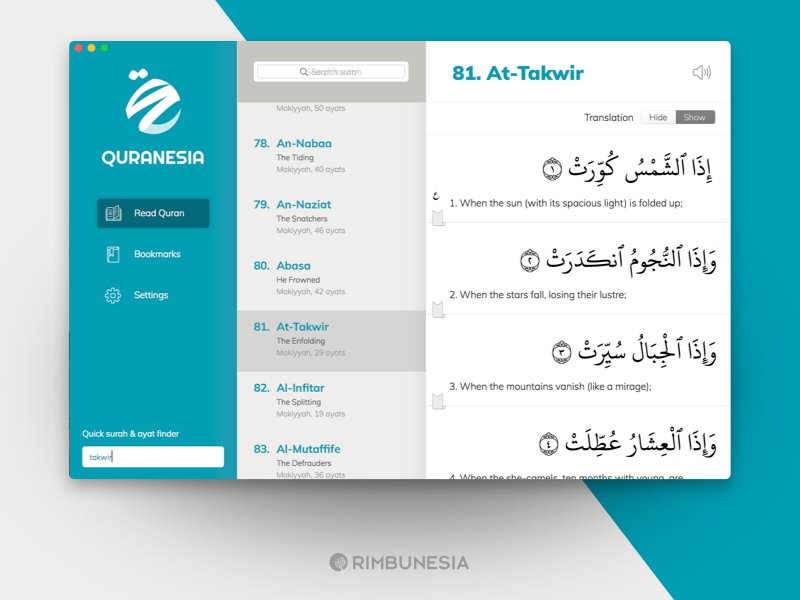 QURANESIA
Read Quran
Bookmarks
Settings
Quick surah & ayat finder
takwir
Search surah
Makiyyah, 50 ayats
78. An-Nabaa
The Tiding
Makiyyah, 40 ayats
79. An-Naziat
The Snatchers
Makiyyah, 46 ayats
80. Abasa
He Frowned
Makiyyah, 42 ayats
81. At-Takwir
The Enfolding
Makiyyah, 29 ayats
82. Al-Infitar
The Splitting
Makiyyah, 19 ayats
83. Al-Mutaffife
The Defrauders
Makiyyah, 36 ayats
81. At-Takwir
Translation Hide Show
إِذَا ٱلشَّمْسُ كُوِّرَتْ ١
ع
1. When the sun (with its spacious light) is folded up;
وَإِذَا ٱلنُّجُومُ ٱنكَدَرَتْ ٢
2. When the stars fall, losing their lustre;
وَإِذَا ٱلْجِبَالُ سُيِّرَتْ ٣
3. When the mountains vanish (like a mirage);
وَإِذَا ٱلْعِشَارُ عُطِّلَتْ ٤
4. When the she-camels, ten months with young, are
RIMBUNESIA